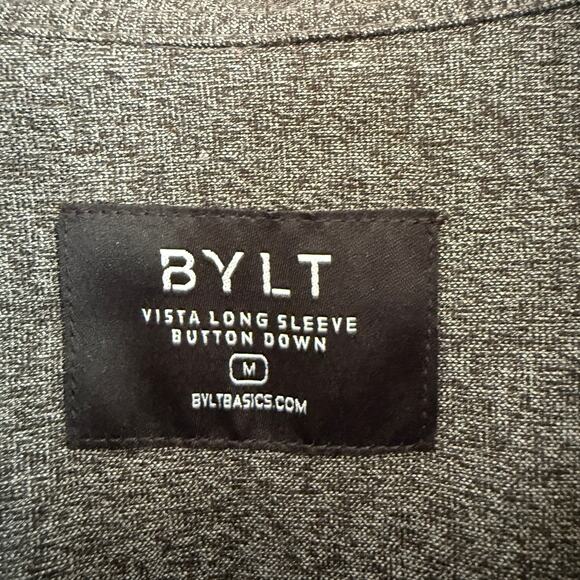 BYLT
VISTA LONG SLEEVE
BUTTON DOWN
M
BYLTBASICS.COM